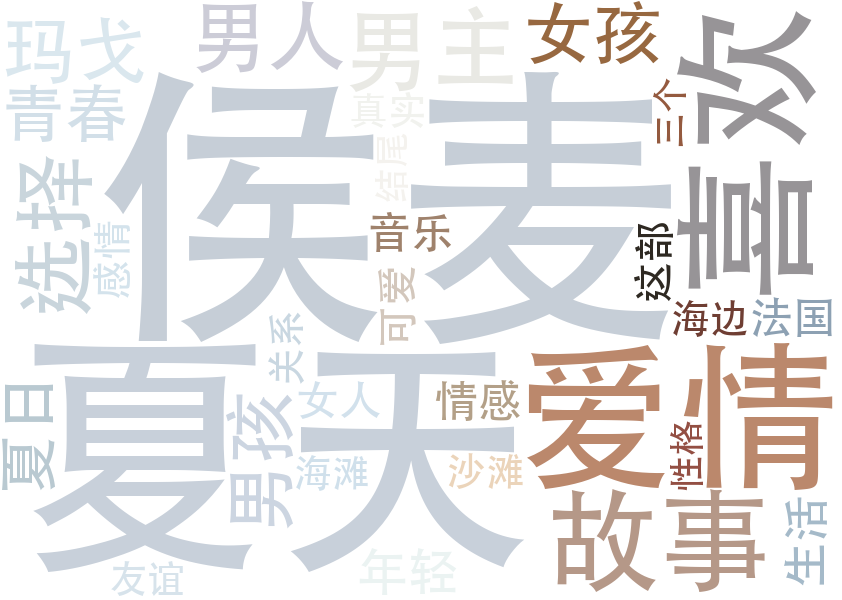 玛戈
男人
男主
女孩
喜欢
青春
真实
三个
侯麦
选择
结尾
感情
音乐
这部
可爱
海边
法国
关系
夏天
爱情
夏日
男孩
女人
情感
性格
海滩
沙滩
故事
生活
友谊
年轻